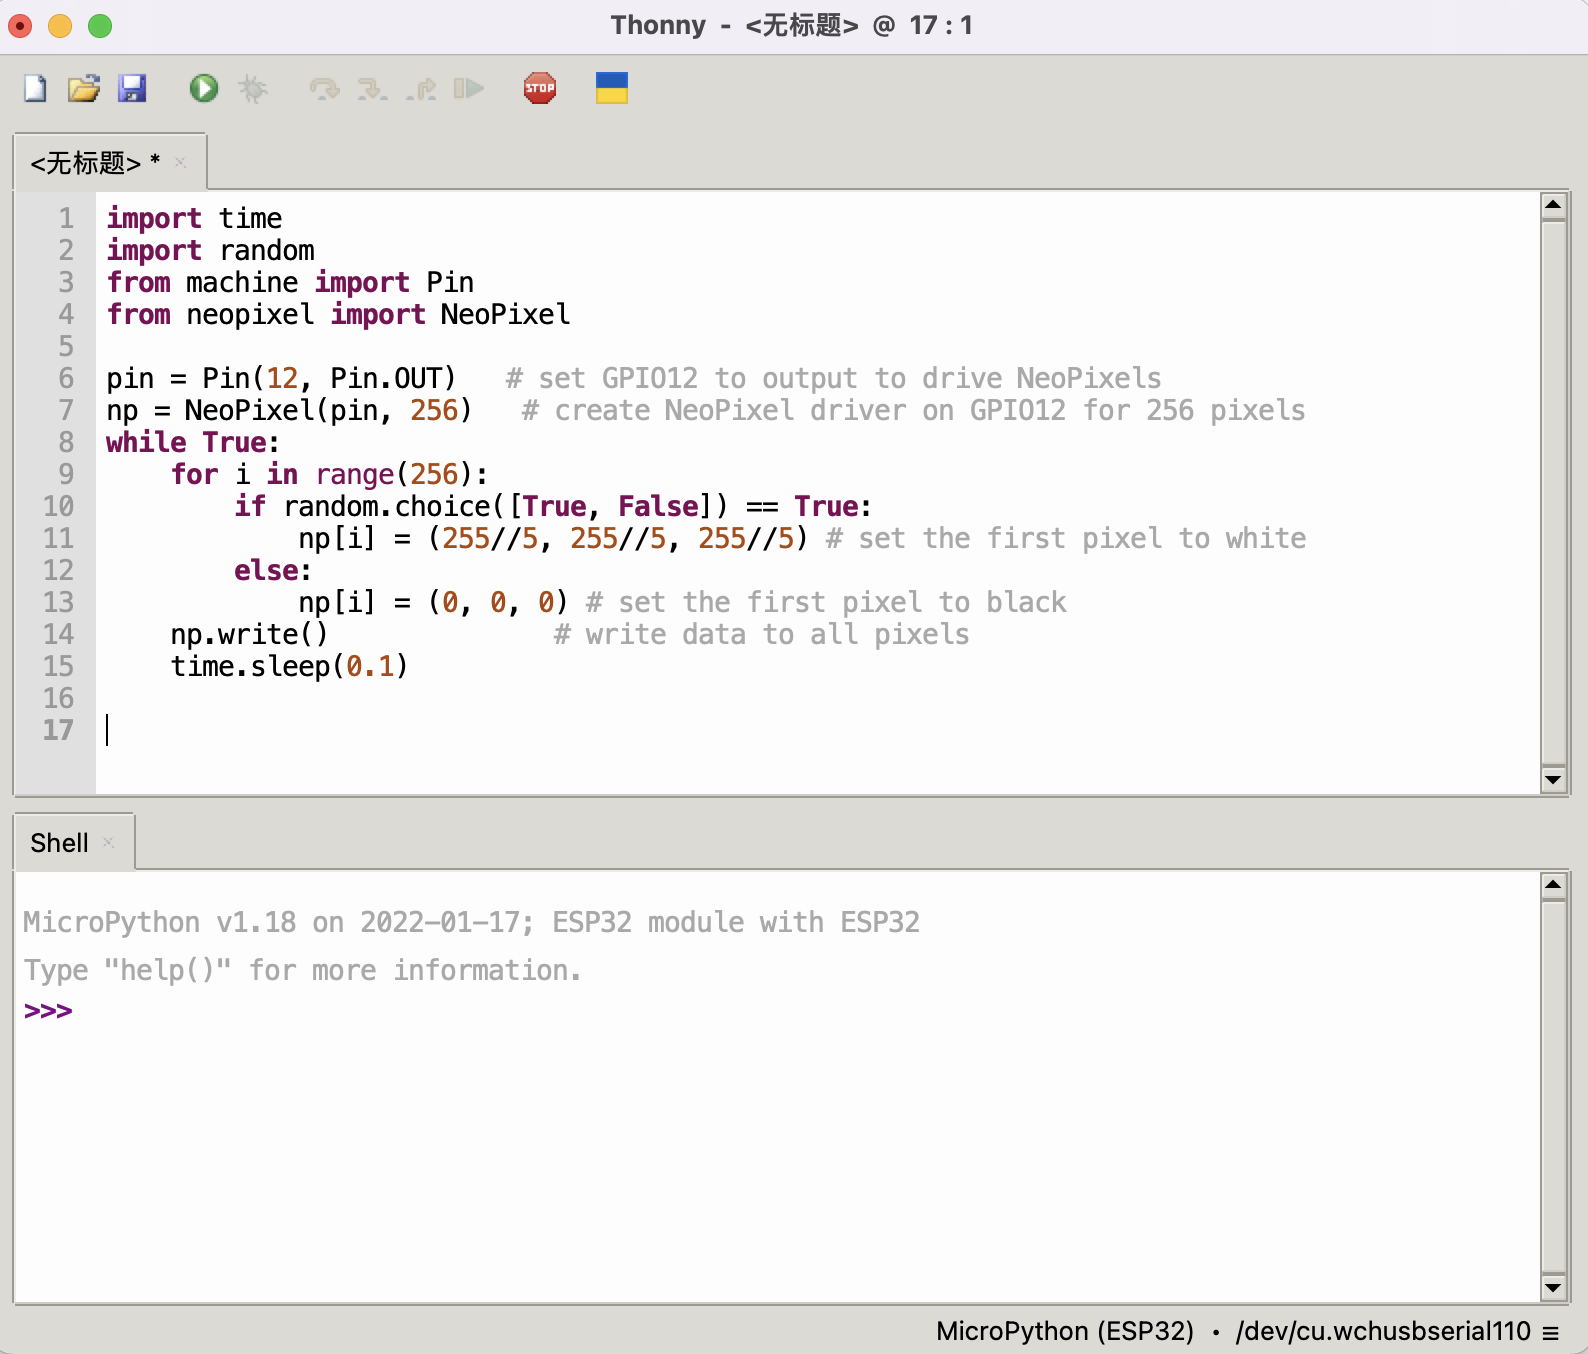 Thonny - <无标题> @ 17 : 1
STOP
<无标题> *
1 import time
2 import random
3 from machine import Pin
4 from neopixel import NeoPixel
5
6 pin = Pin(12, Pin.OUT)   # set GPIO12 to output to drive NeoPixels
7 np = NeoPixel(pin, 256)   # create NeoPixel driver on GPIO12 for 256 pixels
8 while True:
9     for i in range(256):
10         if random.choice([True, False]) == True:
11             np[i] = (255//5, 255//5, 255//5) # set the first pixel to white
12         else:
13             np[i] = (0, 0, 0) # set the first pixel to black
14     np.write()              # write data to all pixels
15     time.sleep(0.1)
16
17
Shell
MicroPython v1.18 on 2022-01-17; ESP32 module with ESP32
Type "help()" for more information.
>>>
MicroPython (ESP32) • /dev/cu.wchusbserial110 ≡